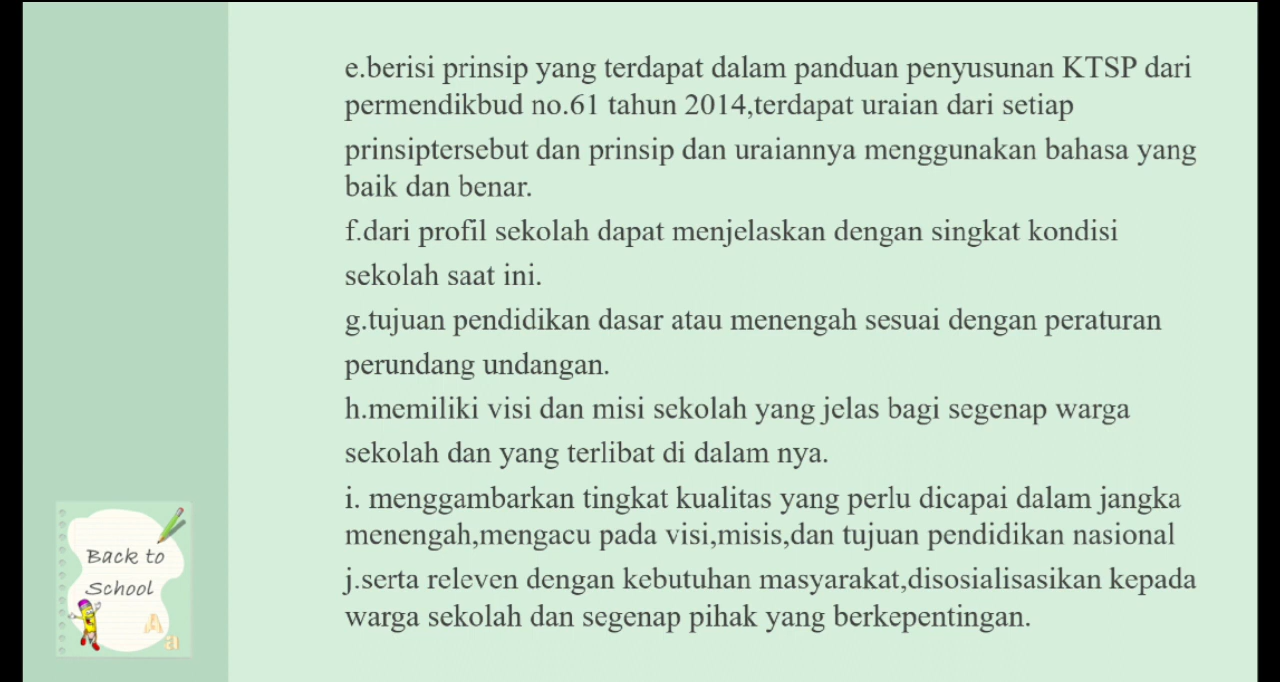 e.berisi prinsip yang terdapat dalam panduan penyusunan KTSP dari
permendikbud no.61 tahun 2014,terdapat uraian dari setiap
prinsiptersebut dan prinsip dan uraiannya menggunakan bahasa yang
baik dan benar.
f.dari profil sekolah dapat menjelaskan dengan singkat kondisi
sekolah saat ini.
g.tujuan pendidikan dasar atau menengah sesuai dengan peraturan
perundang undangan.
h.memiliki visi dan misi sekolah yang jelas bagi segenap warga
sekolah dan yang terlibat di dalam nya.
i. menggambarkan tingkat kualitas yang perlu dicapai dalam jangka
menengah,mengacu pada visi,misis,dan tujuan pendidikan nasional
j.serta releven dengan kebutuhan masyarakat,disosialisasikan kepada
warga sekolah dan segenap pihak yang berkepentingan.
Back to
School
A
a